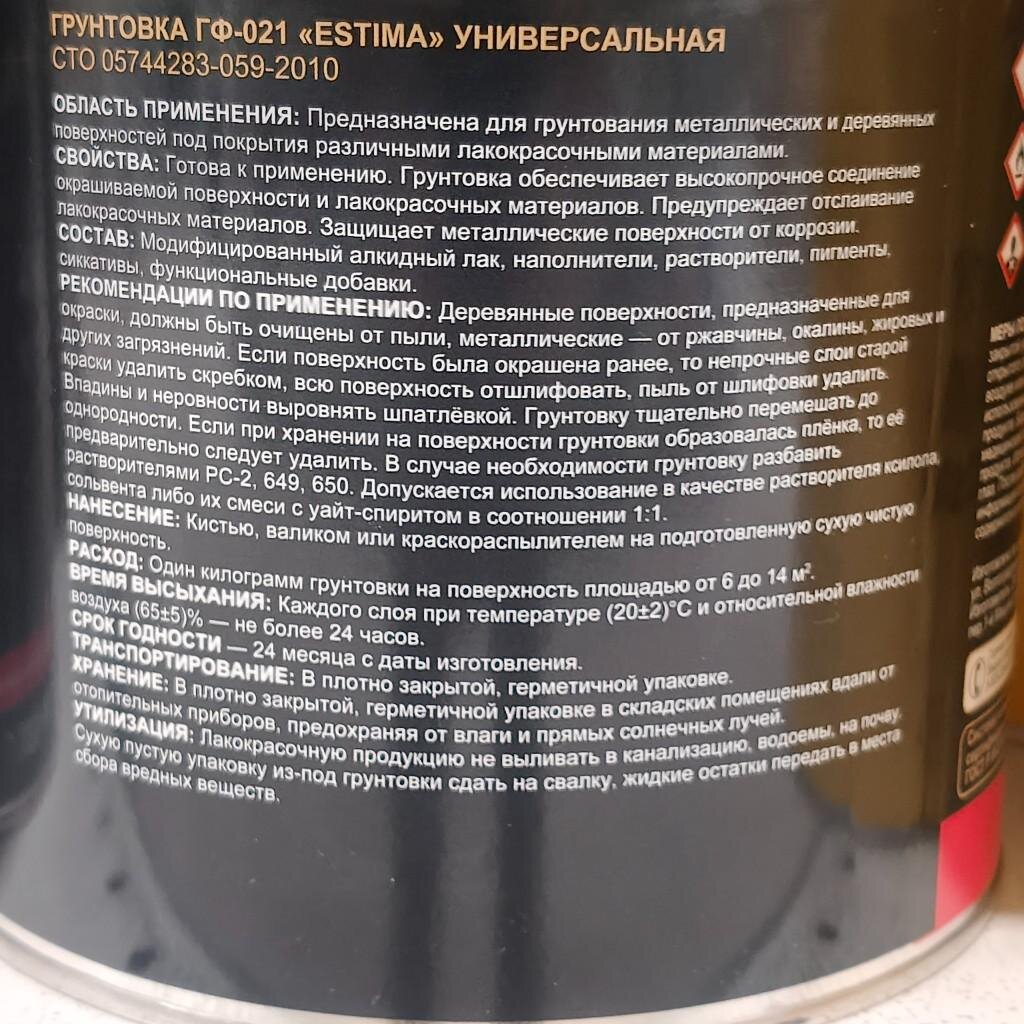 ГРУНТОВКА ГФ-021 «ESTIMA» УНИВЕРСАЛЬНАЯ
СТО 05744283-059-2010
ОБЛАСТЬ ПРИМЕНЕНИЯ: Предназначена для грунтования металлических и деревянных
поверхностей под покрытия различными лакокрасочными материалами.
СВОЙСТВА: Готова к применению. Грунтовка обеспечивает высокопрочное соединение
окрашиваемой поверхности и лакокрасочных материалов. Предупреждает отслаивание
лакокрасочных материалов. Защищает металлические поверхности от коррозии.
СОСТАВ: Модифицированный алкидный лак, наполнители, растворители, пигменты,
сиккативы, функциональные добавки.
РЕКОМЕНДАЦИИ ПО ПРИМЕНЕНИЮ: Деревянные поверхности, предназначенные для
окраски, должны быть очищены от пыли, металлические — от ржавчины, окалины, жировых и
других загрязнений. Если поверхность была окрашена ранее, то непрочные слои старой
краски удалить скребком, всю поверхность отшлифовать, пыль от шлифовки удалить.
Впадины и неровности выровнять шпатлёвкой. Грунтовку тщательно перемешать до
однородности. Если при хранении на поверхности грунтовки образовалась плёнка, то её
предварительно следует удалить. В случае необходимости грунтовку разбавить
растворителями РС-2, 649, 650. Допускается использование в качестве растворителя ксилола,
сольвента либо их смеси с уайт-спиритом в соотношении 1:1.
НАНЕСЕНИЕ: Кистью, валиком или краскораспылителем на подготовленную сухую чистую
поверхность.
РАСХОД: Один килограмм грунтовки на поверхность площадью от 6 до 14 м².
ВРЕМЯ ВЫСЫХАНИЯ: Каждого слоя при температуре (20±2)°С и относительной влажности
воздуха (65±5)% — не более 24 часов.
СРОК ГОДНОСТИ — 24 месяца с даты изготовления.
ТРАНСПОРТИРОВАНИЕ: В плотно закрытой, герметичной упаковке.
ХРАНЕНИЕ: В плотно закрытой, герметичной упаковке в складских помещениях вдали от
отопительных приборов, предохраняя от влаги и прямых солнечных лучей.
УТИЛИЗАЦИЯ: Лакокрасочную продукцию не выливать в канализацию, водоемы, на почву.
Сухую пустую упаковку из-под грунтовки сдать на свалку, жидкие остатки передать в места
сбора вредных веществ.